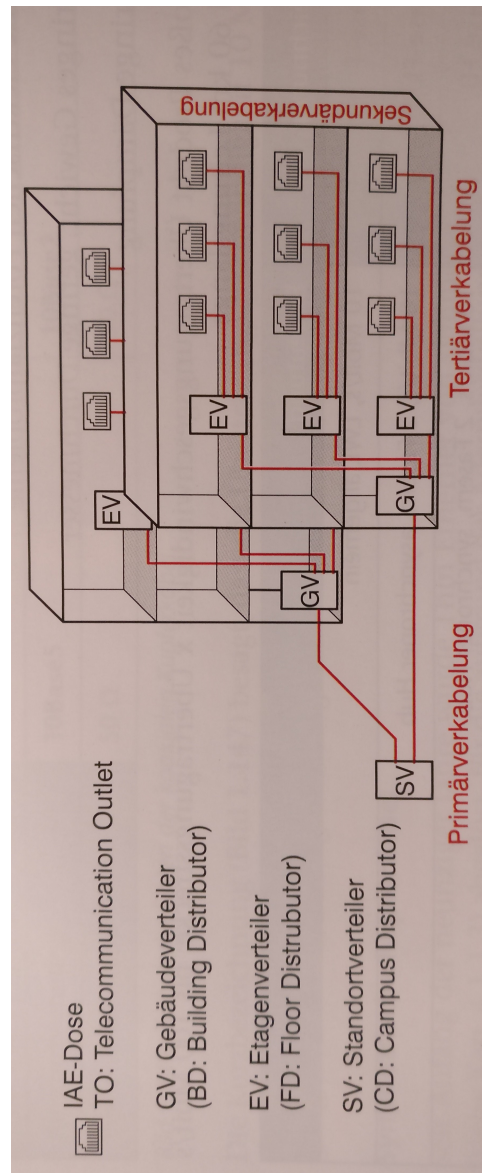 IAE-Dose
TO: Telecommunication Outlet
GV: Gebäudeverteiler
(BD: Building Distributor)
EV: Etagenverteiler
(FD: Floor Distrubutor)
SV: Standortverteiler
(CD: Campus Distributor)
EV
GV
EV
EV
EV
GV
SV
Sekundärverkabelung
Primärverkabelung
Tertiärverkabelung